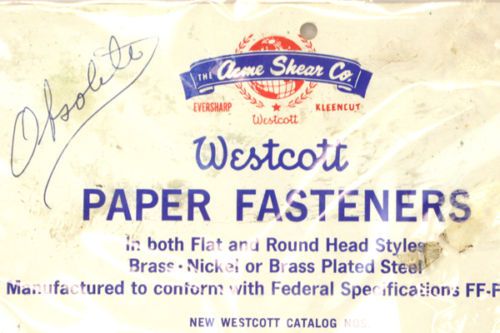 Obsolete
THE Acme Shear Co.
EVERSHARP KLEENCUT
Westcott
Westcott
PAPER FASTENERS
In both Flat and Round Head Styles
Brass • Nickel or Brass Plated Steel
Manufactured to conform with Federal Specifications FF-F
NEW WESTCOTT CATALOG NOS.